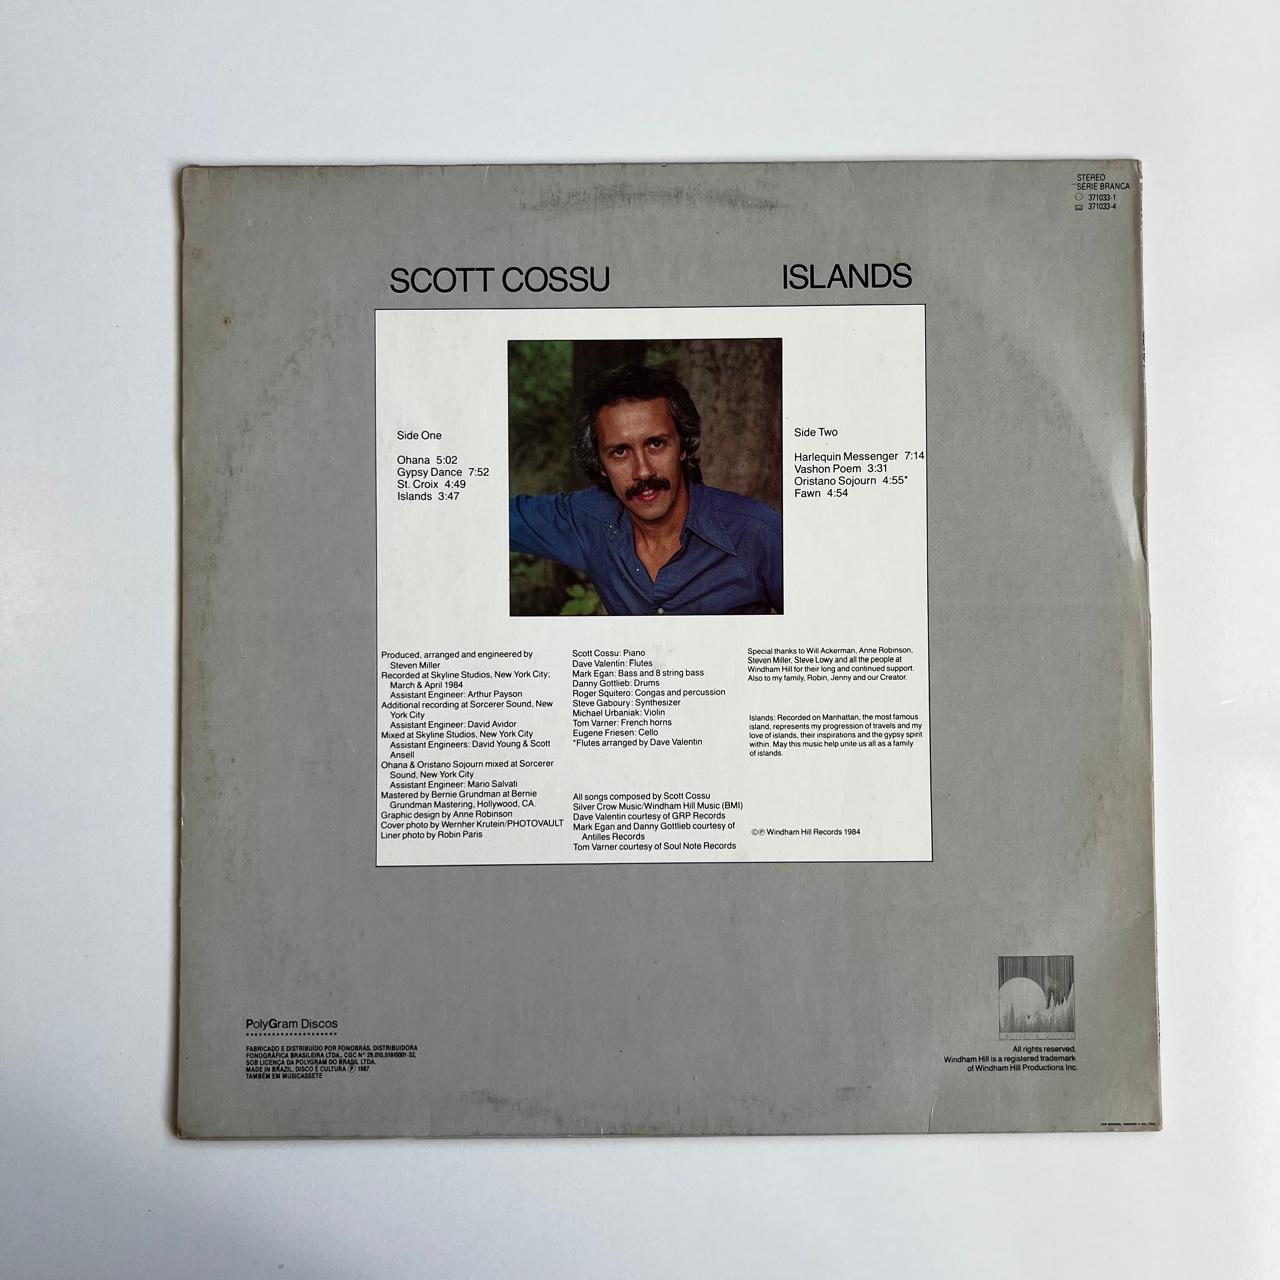 STEREO
SÉRIE BRANCA
371033-1
371033-4
SCOTT COSSU
ISLANDS
Side One
Ohana 5:02
Gypsy Dance 7:52
St. Croix 4:49
Islands 3:47
Side Two
Harlequin Messenger 7:14
Vashon Poem 3:31
Oristano Sojourn 4:55*
Fawn 4:54
Produced, arranged and engineered by
Steven Miller
Recorded at Skyline Studios, New York City;
March & April 1984
Assistant Engineer: Arthur Payson
Additional recording at Sorcerer Sound, New
York City
Assistant Engineer: David Avidor
Mixed at Skyline Studios, New York City
Assistant Engineers: David Young & Scott
Ansell
Ohana & Oristano Sojourn mixed at Sorcerer
Sound, New York City
Assistant Engineer: Mario Salvati
Mastered by Bernie Grundman at Bernie
Grundman Mastering, Hollywood, CA.
Graphic design by Anne Robinson
Cover photo by Wernher Krutein/PHOTOVAULT
Liner photo by Robin Paris
Scott Cossu: Piano
Dave Valentin: Flutes
Mark Egan: Bass and 8 string bass
Danny Gottlieb: Drums
Roger Squitero: Congas and percussion
Steve Gaboury: Synthesizer
Michael Urbaniak: Violin
Tom Varner: French horns
Eugene Friesen: Cello
*Flutes arranged by Dave Valentin
All songs composed by Scott Cossu
Silver Crow Music/Windham Hill Music (BMI)
Dave Valentin courtesy of GRP Records
Mark Egan and Danny Gottlieb courtesy of
Antilles Records
Tom Varner courtesy of Soul Note Records
Special thanks to Will Ackerman, Anne Robinson,
Steven Miller, Steve Lowy and all the people at
Windham Hill for their long and continued support.
Also to my family, Robin, Jenny and our Creator.
Islands: Recorded on Manhattan, the most famous
island, represents my progression of travels and my
love of islands, their inspirations and the gypsy spirit
within. May this music help unite us all as a family
of islands.
©℗ Windham Hill Records 1984
PolyGram Discos
FABRICADO E DISTRIBUÍDO POR FONOBRÁS, DISTRIBUIDORA
FONOGRÁFICA BRASILEIRA LTDA., CGC Nº 29.010.519/0001-32,
SOB LICENÇA DA POLYGRAM DO BRASIL LTDA.
MADE IN BRAZIL. DISCO É CULTURA ℗ 1987.
TAMBÉM EM MUSICASSETE
All rights reserved.
Windham Hill is a registered trademark
of Windham Hill Productions Inc.